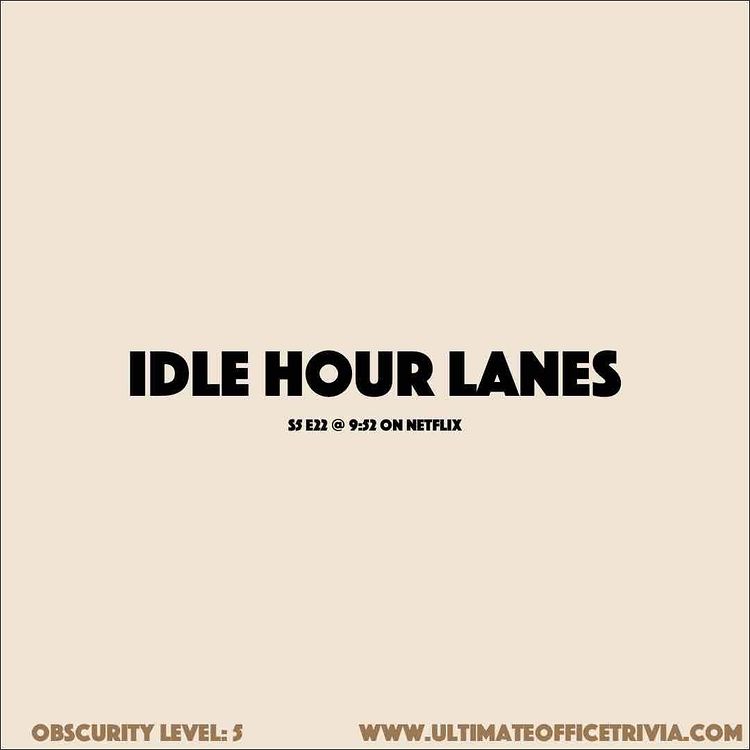 IDLE HOUR LANES
S5 E22 @ 9:52 ON NETFLIX
OBSCURITY LEVEL: 5
WWW.ULTIMATEOFFICETRIVIA.COM